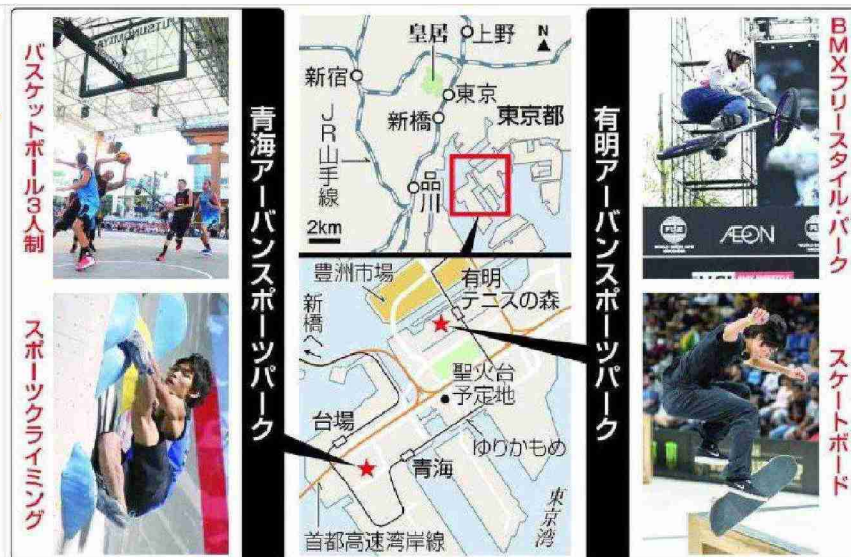 バスケットボール3人制
スポーツクライミング
青海アーバンスポーツパーク
皇居
上野
N
新宿
東京
新橋
東京都
JR山手線
品川
2km
豊洲市場
有明
テニスの森
新橋へ
聖火台
予定地
台場
ゆりかもめ
青海
首都高速湾岸線
東京湾
有明アーバンスポーツパーク
BMXフリースタイル・パーク
ÆON
スケートボード